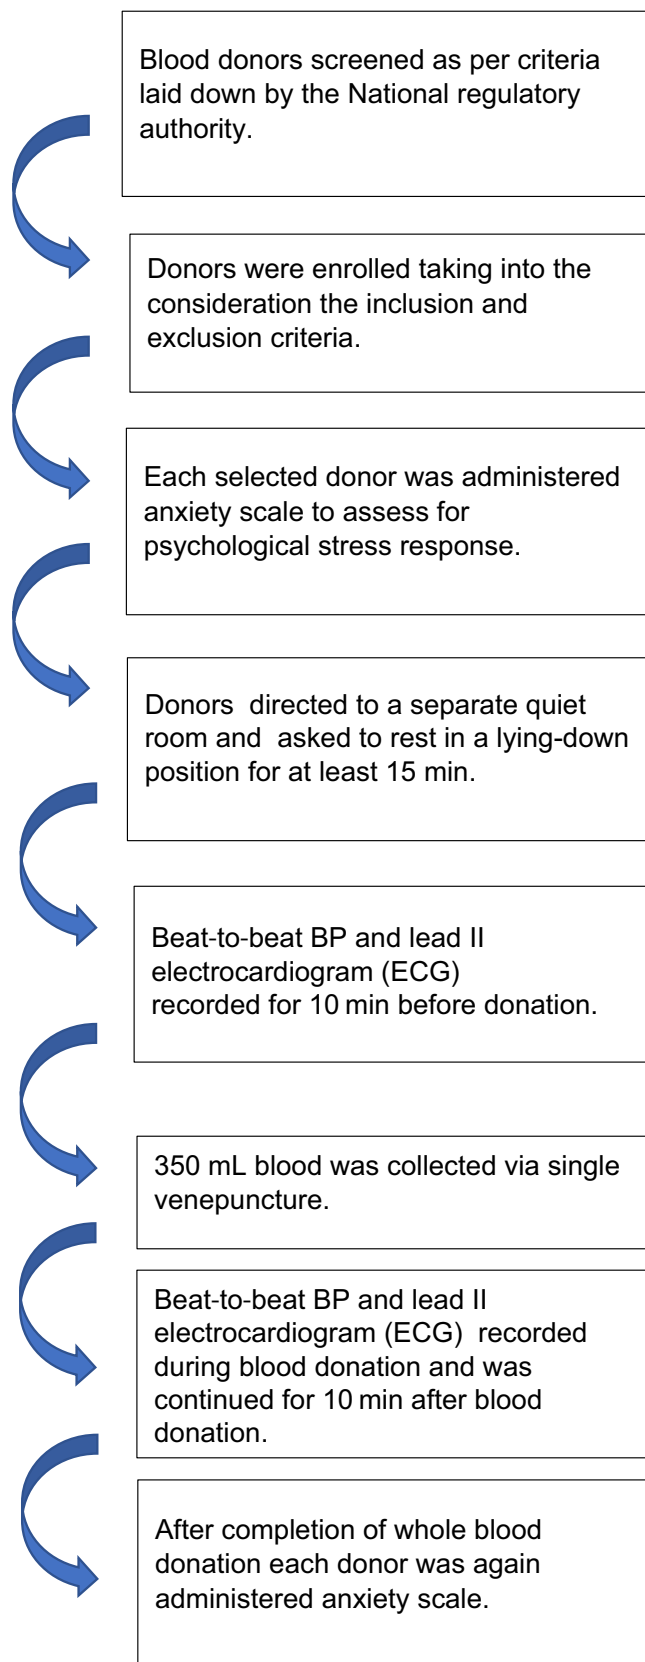 Blood donors screened as per criteria
laid down by the National regulatory
authority.
Donors were enrolled taking into the
consideration the inclusion and
exclusion criteria.
Each selected donor was administered
anxiety scale to assess for
psychological stress response.
Donors directed to a separate quiet
room and asked to rest in a lying-down
position for at least 15 min.
Beat-to-beat BP and lead II
electrocardiogram (ECG)
recorded for 10 min before donation.
350 mL blood was collected via single
venepuncture.
Beat-to-beat BP and lead II
electrocardiogram (ECG) recorded
during blood donation and was
continued for 10 min after blood
donation.
After completion of whole blood
donation each donor was again
administered anxiety scale.